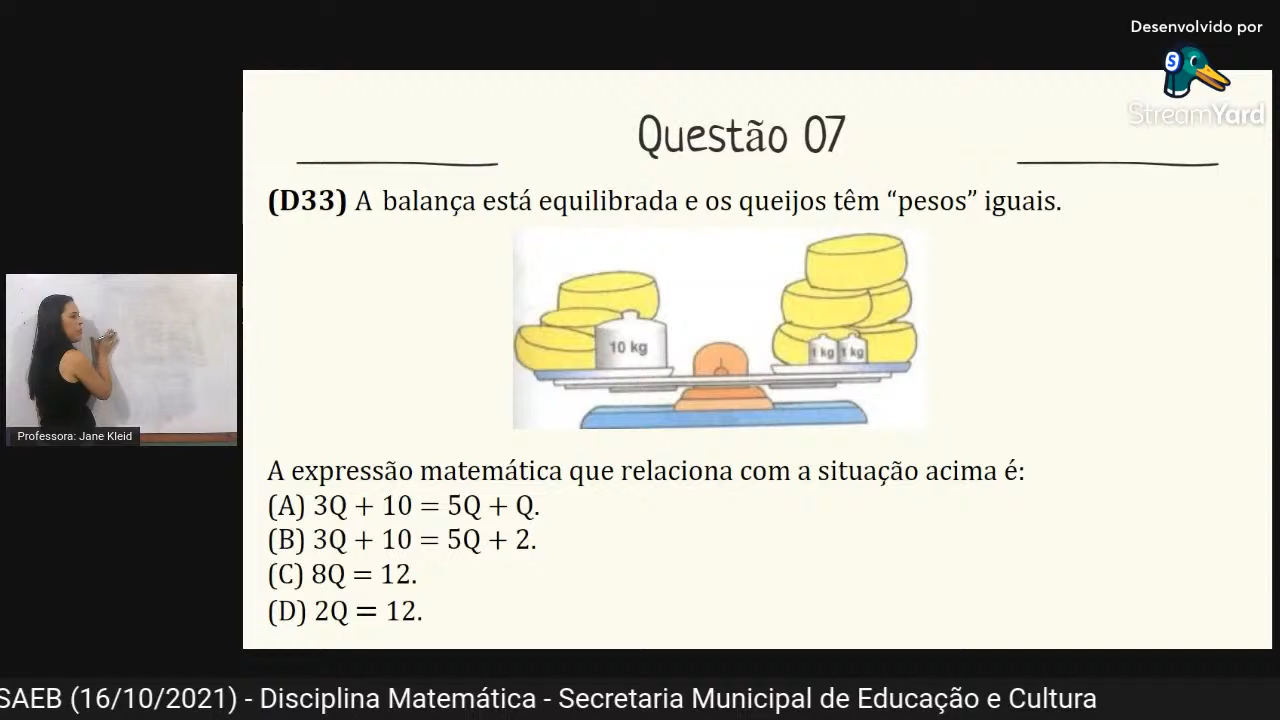 Desenvolvido por
S
StreamYard
Questão 07
(D33) A balança está equilibrada e os queijos têm “pesos” iguais.
10 kg
1 kg 1 kg
Professora: Jane Kleid
A expressão matemática que relaciona com a situação acima é:
(A) 3Q + 10 = 5Q + Q.
(B) 3Q + 10 = 5Q + 2.
(C) 8Q = 12.
(D) 2Q = 12.
SAEB (16/10/2021) - Disciplina Matemática - Secretaria Municipal de Educação e Cultura